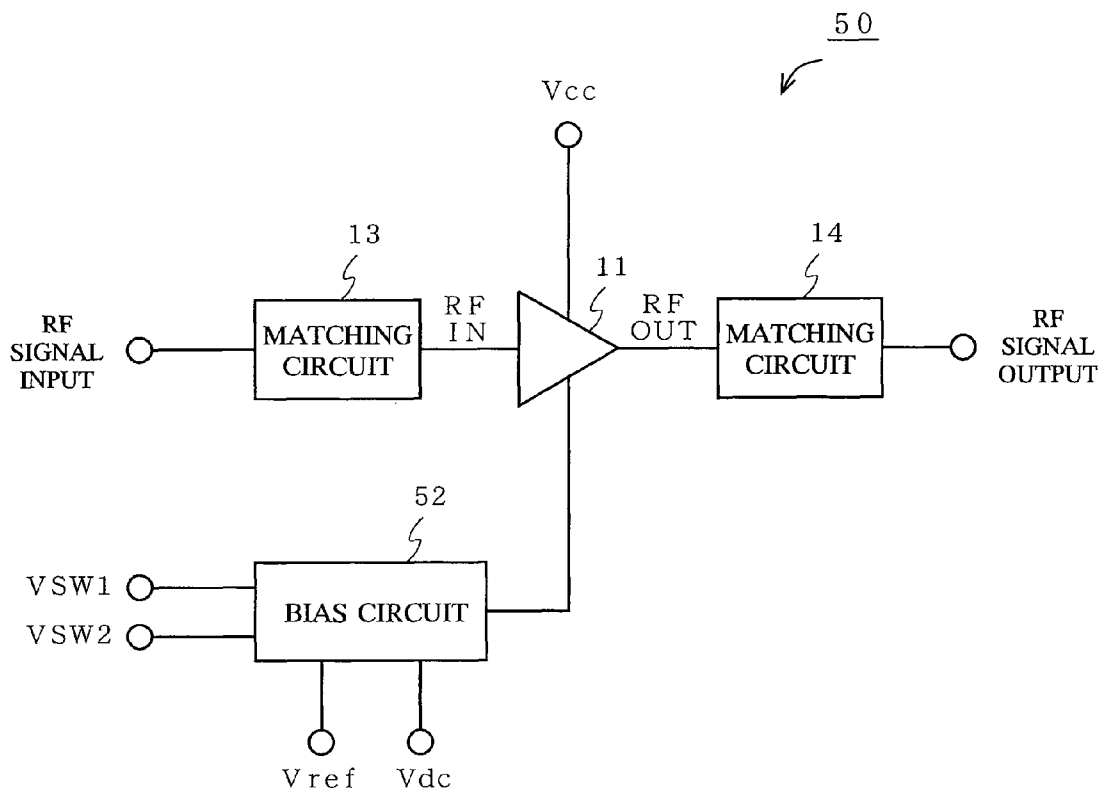 50
Vcc
13
14
11
RF
SIGNAL
INPUT
MATCHING
CIRCUIT
RF
IN
RF
OUT
MATCHING
CIRCUIT
RF
SIGNAL
OUTPUT
52
VSW1
VSW2
BIAS CIRCUIT
Vref
Vdc